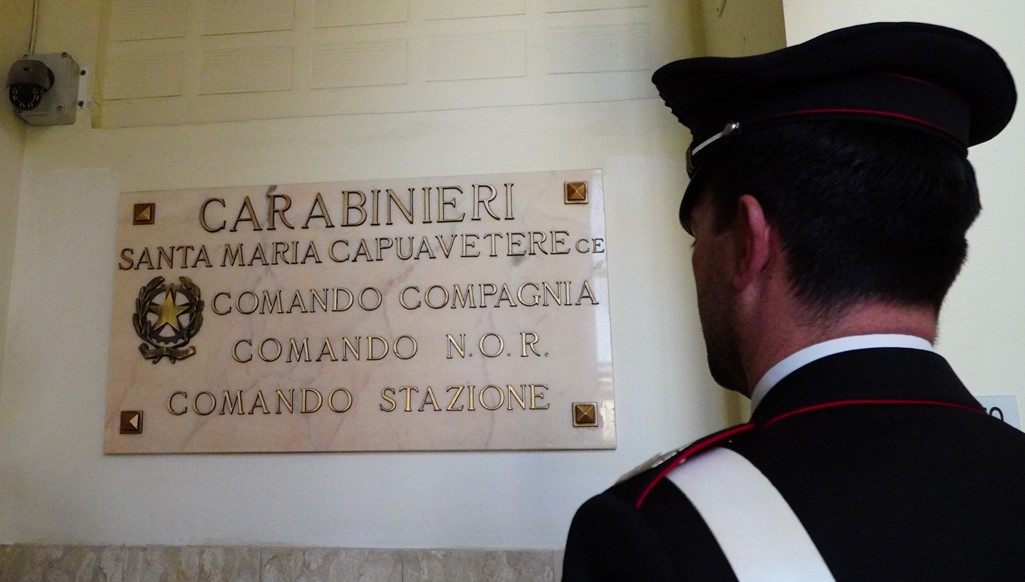 CARABINIERI
SANTA MARIA CAPUAVETERE CE
COMANDO COMPAGNIA
COMANDO N.O.R.
COMANDO STAZIONE